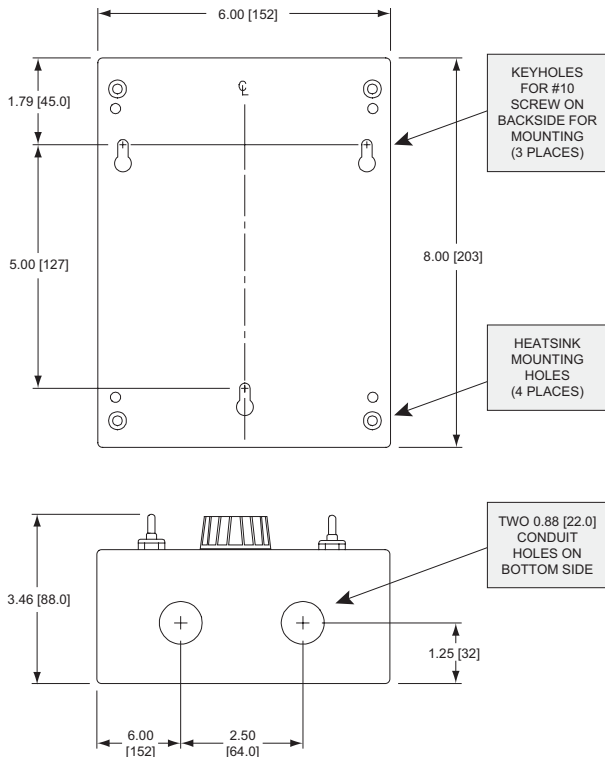 6.00 [152]
℄
1.79 [45.0]
KEYHOLES
FOR #10
SCREW ON
BACKSIDE FOR
MOUNTING
(3 PLACES)
5.00 [127]
8.00 [203]
HEATSINK
MOUNTING
HOLES
(4 PLACES)
TWO 0.88 [22.0]
CONDUIT
HOLES ON
BOTTOM SIDE
3.46 [88.0]
1.25 [32]
6.00
[152]
2.50
[64.0]